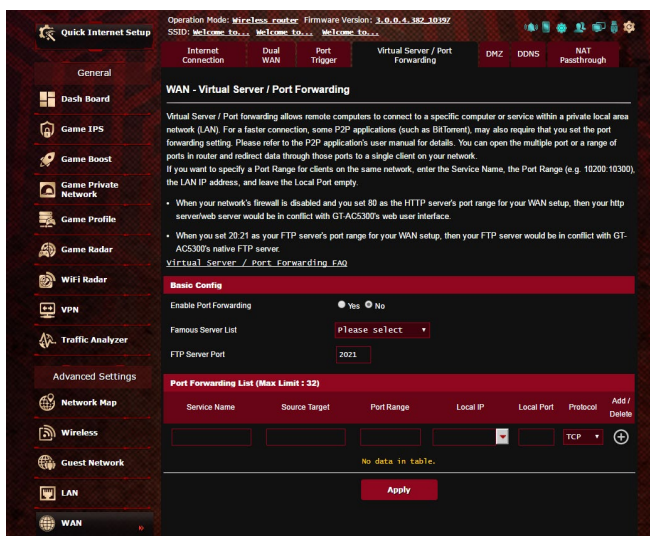 Quick Internet Setup
General
Dash Board
Game IPS
Game Boost
Game Private
Network
Game Profile
Game Radar
WiFi Radar
VPN
Traffic Analyzer
Advanced Settings
Network Map
Wireless
Guest Network
LAN
WAN
Operation Mode: Wireless router Firmware Version: 3.0.0.4.382_10397
SSID: Welcome to... Welcome to... Welcome to...
Internet Connection
Dual WAN
Port Trigger
Virtual Server / Port Forwarding
DMZ
DDNS
NAT Passthrough
WAN - Virtual Server / Port Forwarding
Virtual Server / Port forwarding allows remote computers to connect to a specific computer or service within a private local area
network (LAN). For a faster connection, some P2P applications (such as BitTorrent), may also require that you set the port
forwarding setting. Please refer to the P2P application's user manual for details. You can open the multiple port or a range of
ports in router and redirect data through those ports to a single client on your network.
If you want to specify a Port Range for clients on the same network, enter the Service Name, the Port Range (e.g. 10200:10300),
the LAN IP address, and leave the Local Port empty.
• When your network's firewall is disabled and you set 80 as the HTTP server's port range for your WAN setup, then your http
server/web server would be in conflict with GT-AC5300's web user interface.
• When you set 20:21 as your FTP server's port range for your WAN setup, then your FTP server would be in conflict with GT-
AC5300's native FTP server.
Virtual Server / Port Forwarding FAQ
Basic Config
Enable Port Forwarding Yes No
Famous Server List Please select
FTP Server Port 2021
Port Forwarding List (Max Limit : 32)
Service Name Source Target Port Range Local IP Local Port Protocol Add / Delete
TCP
No data in table.
Apply